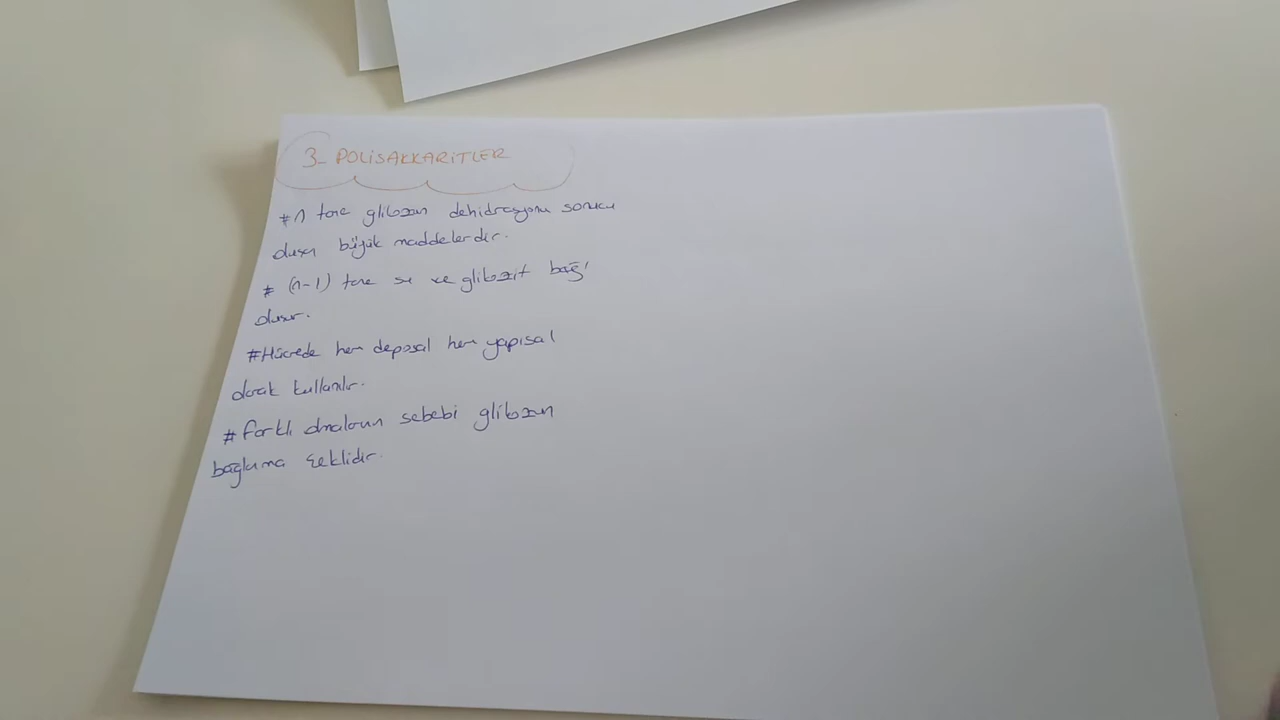 3- POLİSAKKARİTLER
# n tane glikozun dehidrasyonu sonucu
oluşan büyük maddelerdir.
# (n-1) tane su ve glikozit bağı
oluşur.
#Hücrede hem deposal hem yapısal
olarak kullanılır.
# Farklı olmalarının sebebi glikozun
bağlanma şeklidir.